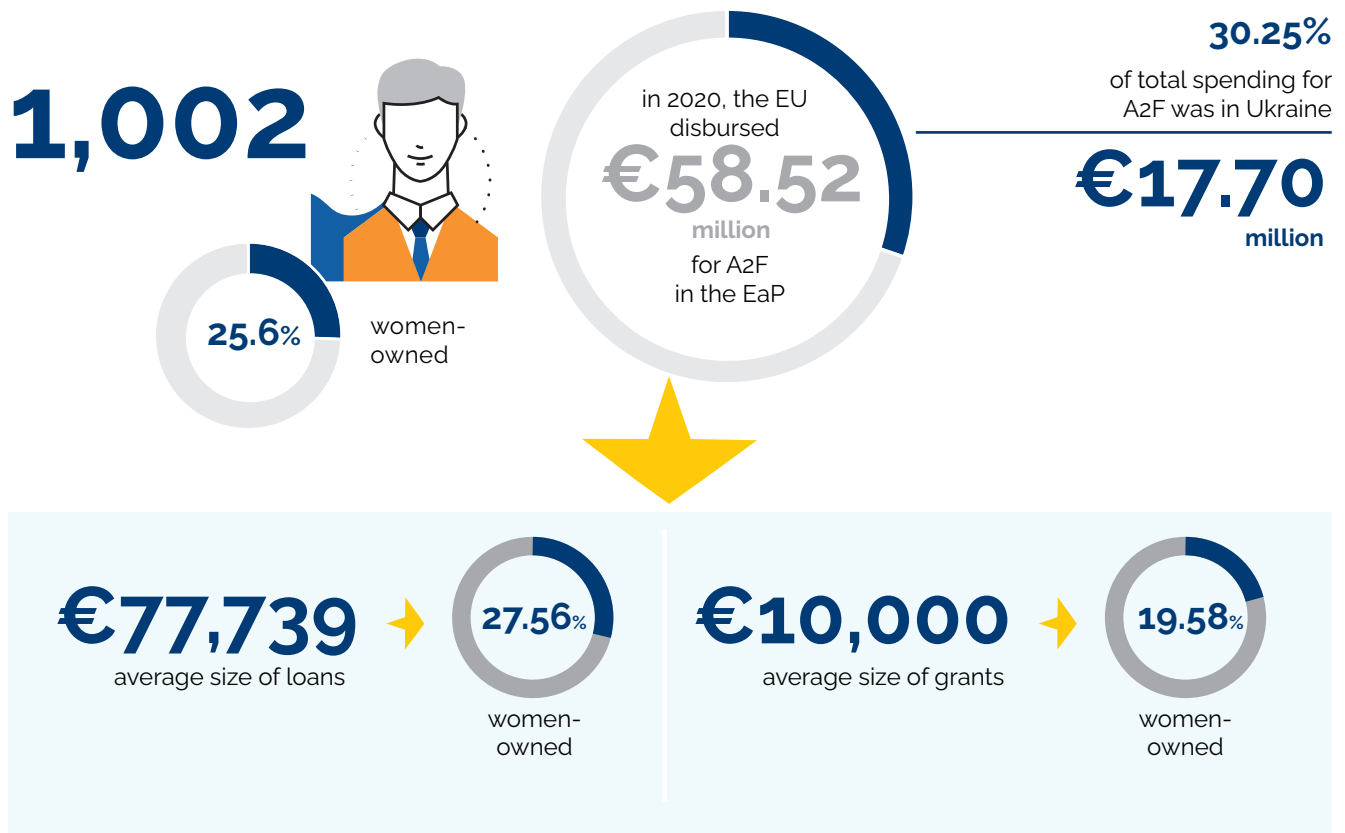 1,002
25.6%
women-
owned
in 2020, the EU
disbursed
€58.52
million
for A2F
in the EaP
30.25%
of total spending for
A2F was in Ukraine
€17.70
million
€77,739
average size of loans
27.56%
women-
owned
€10,000
average size of grants
19.58%
women-
owned